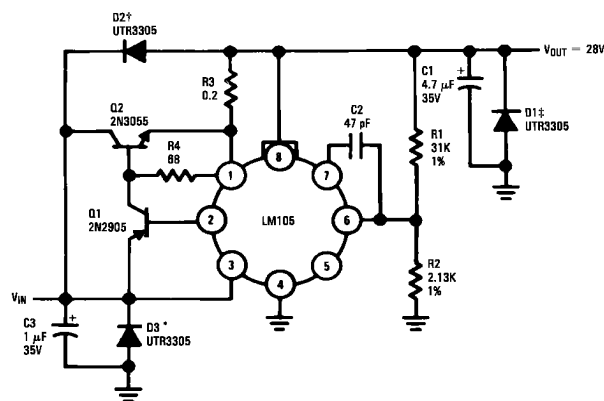 D2†
UTR3305
VOUT = 28V
R3
0.2
C1
4.7 µF
35V
+
D1‡
UTR3305
Q2
2N3055
C2
47 pF
R4
68
R1
31K
1%
8
1
7
Q1
2N2905
2
LM105
6
3
5
4
R2
2.13K
1%
VIN
C3
1 µF
35V
+
D3*
UTR3305